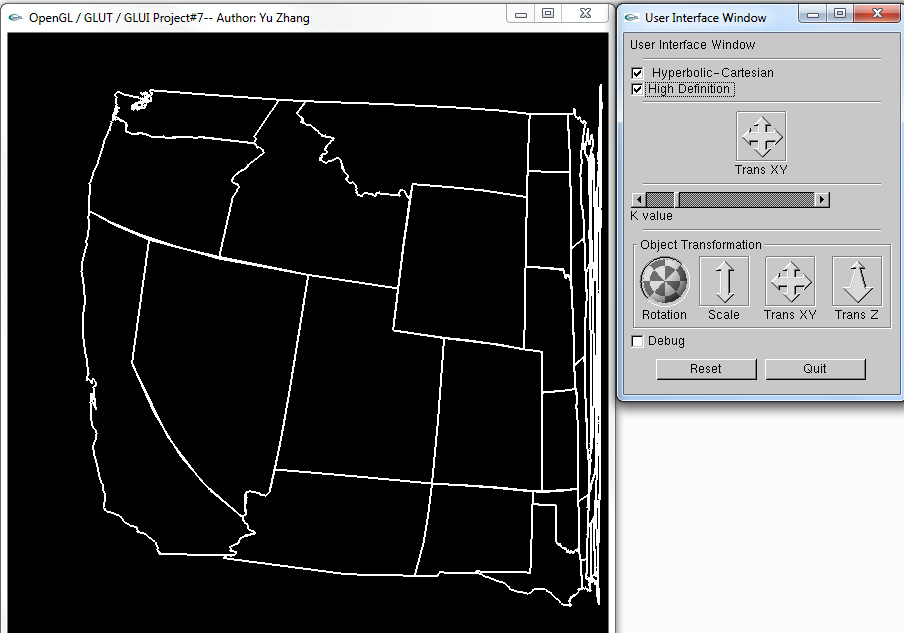 OpenGL / GLUT / GLUI Project#7-- Author: Yu Zhang
User Interface Window
User Interface Window
Hyperbolic-Cartesian
High Definition
Trans XY
K value
Object Transformation
Rotation Scale Trans XY Trans Z
Debug
Reset Quit